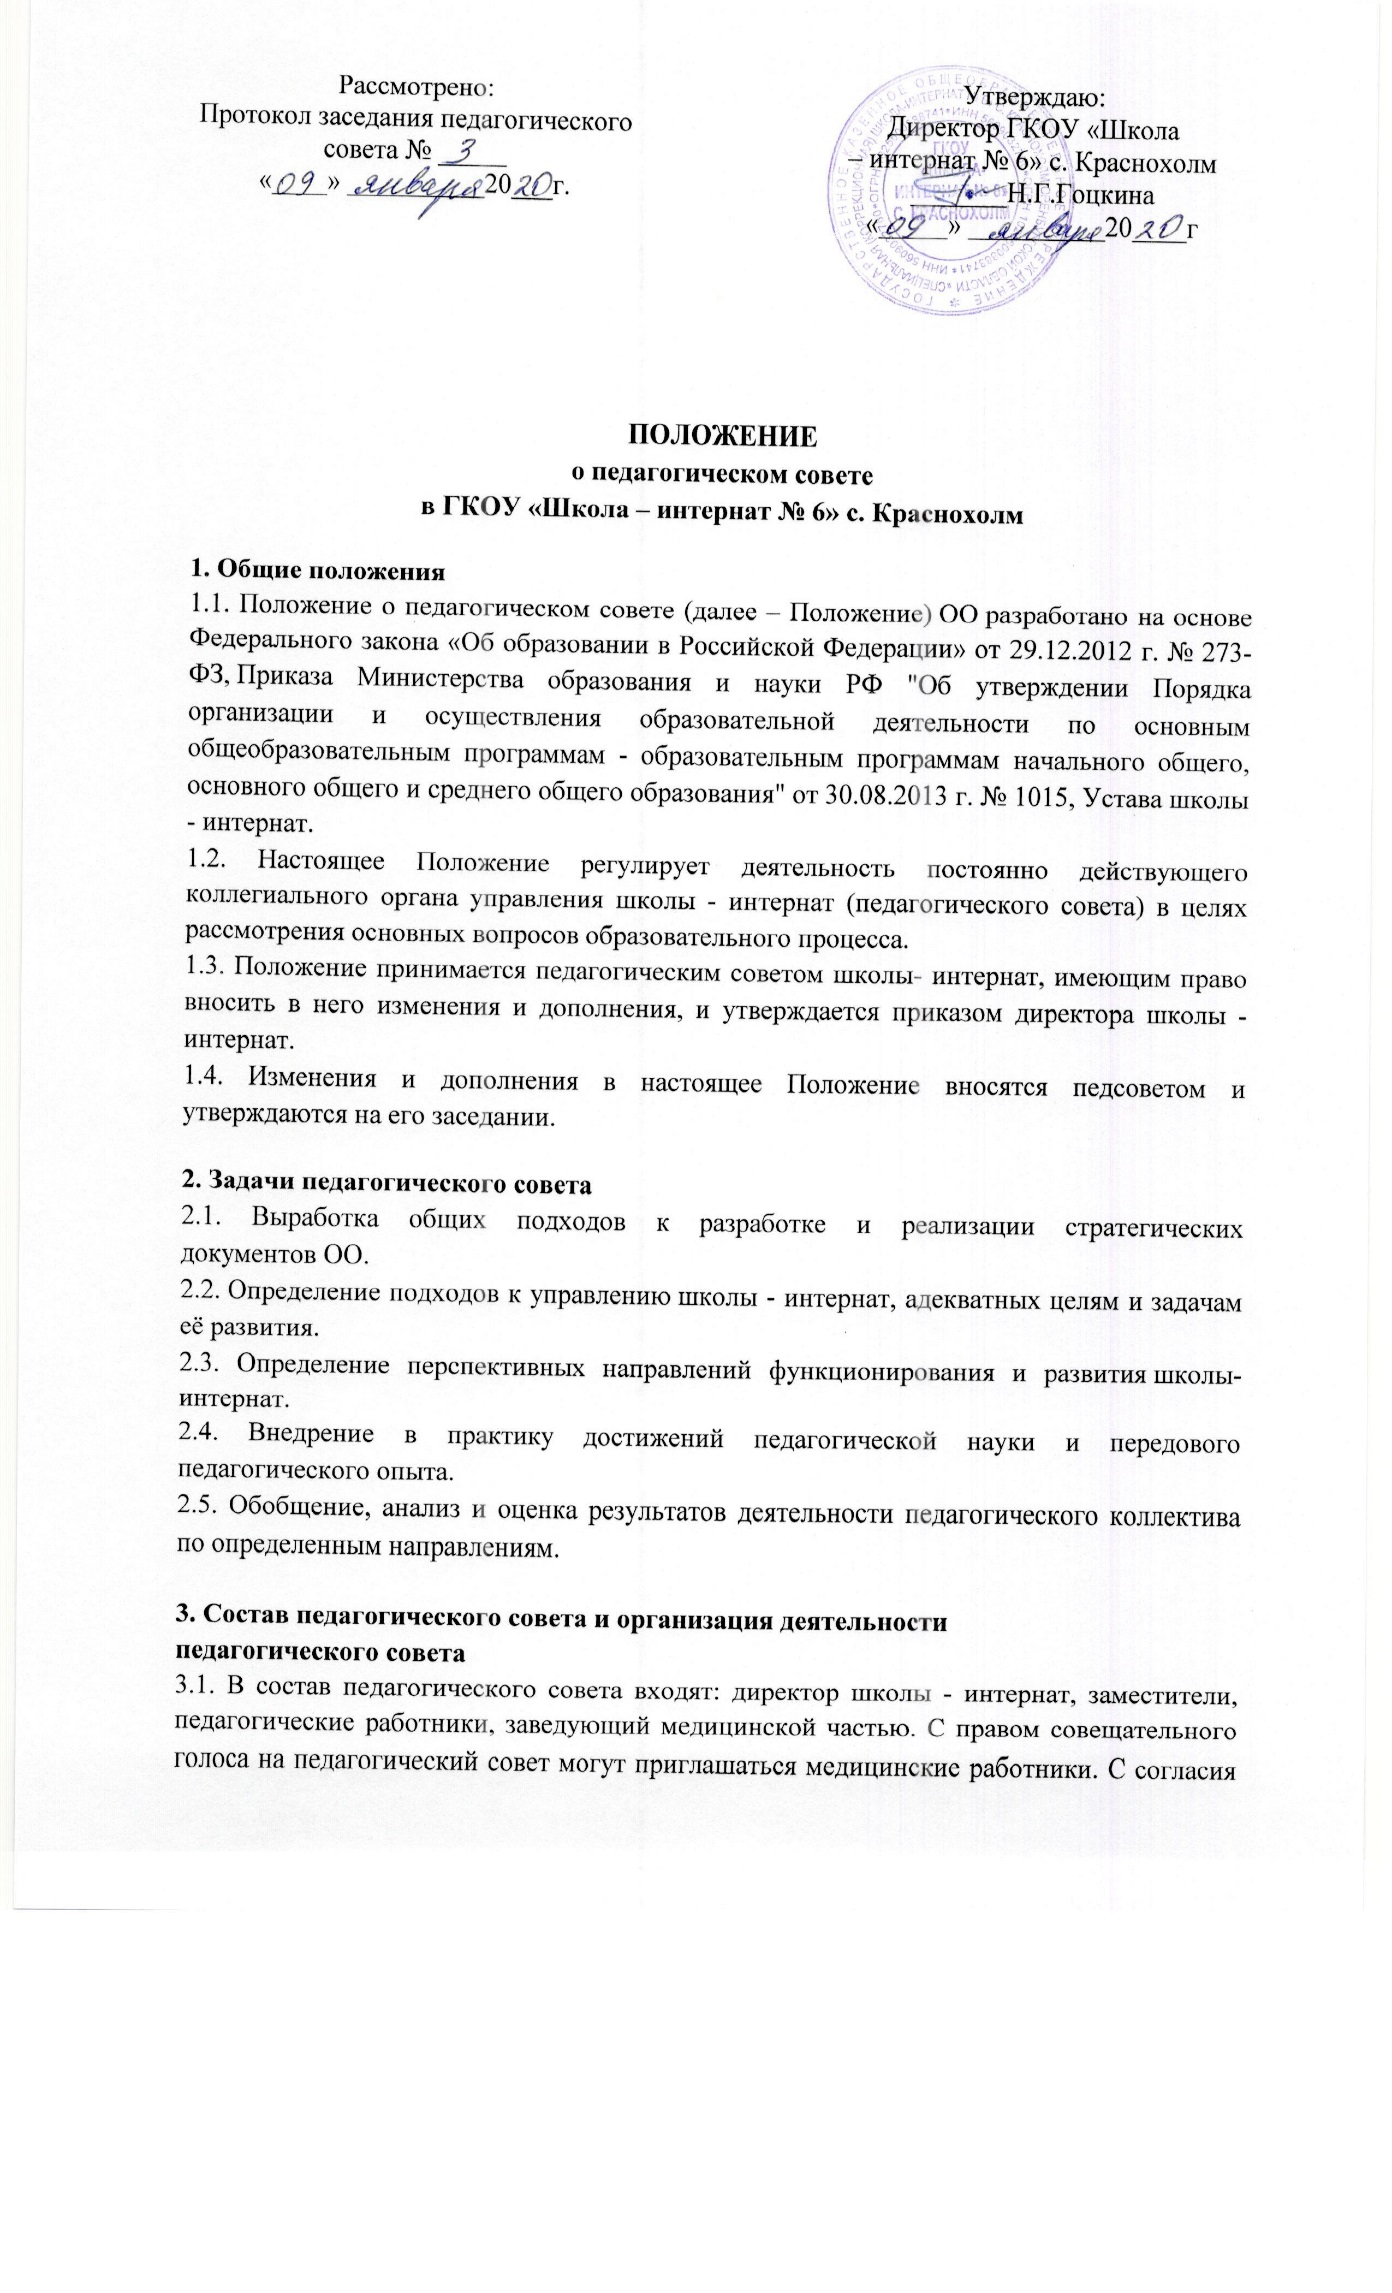 Рассмотрено:
Протокол заседания педагогического
совета № 3
«09» января 2020г.
Утверждаю:
Директор ГКОУ «Школа
– интернат № 6» с. Краснохолм
Н.Г.Гоцкина
«09» января 2020 г
ГКОУ
ИНТЕРНАТ № 6»
С. КРАСНОХОЛМ
ПОЛОЖЕНИЕ
о педагогическом совете
в ГКОУ «Школа – интернат № 6» с. Краснохолм
1. Общие положения
1.1. Положение о педагогическом совете (далее – Положение) ОО разработано на основе
Федерального закона «Об образовании в Российской Федерации» от 29.12.2012 г. № 273-
ФЗ, Приказа Министерства образования и науки РФ "Об утверждении Порядка
организации и осуществления образовательной деятельности по основным
общеобразовательным программам - образовательным программам начального общего,
основного общего и среднего общего образования" от 30.08.2013 г. № 1015, Устава школы
- интернат.
1.2. Настоящее Положение регулирует деятельность постоянно действующего
коллегиального органа управления школы - интернат (педагогического совета) в целях
рассмотрения основных вопросов образовательного процесса.
1.3. Положение принимается педагогическим советом школы- интернат, имеющим право
вносить в него изменения и дополнения, и утверждается приказом директора школы -
интернат.
1.4. Изменения и дополнения в настоящее Положение вносятся педсоветом и
утверждаются на его заседании.
2. Задачи педагогического совета
2.1. Выработка общих подходов к разработке и реализации стратегических
документов ОО.
2.2. Определение подходов к управлению школы - интернат, адекватных целям и задачам
её развития.
2.3. Определение перспективных направлений функционирования и развития школы-
интернат.
2.4. Внедрение в практику достижений педагогической науки и передового
педагогического опыта.
2.5. Обобщение, анализ и оценка результатов деятельности педагогического коллектива
по определенным направлениям.
3. Состав педагогического совета и организация деятельности
педагогического совета
3.1. В состав педагогического совета входят: директор школы - интернат, заместители,
педагогические работники, заведующий медицинской частью. С правом совещательного
голоса на педагогический совет могут приглашаться медицинские работники. С согласия